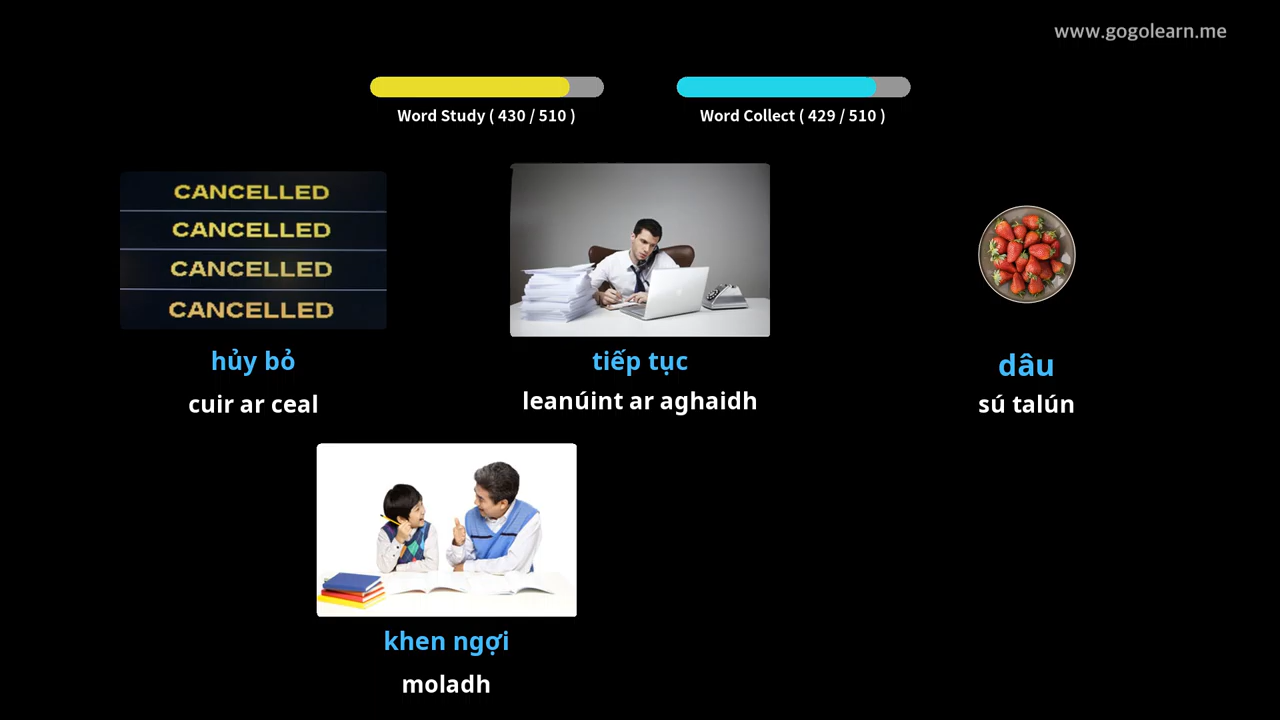 www.gogolearn.me
Word Study ( 430 / 510 )
Word Collect ( 429 / 510 )
CANCELLED
CANCELLED
CANCELLED
CANCELLED
hủy bỏ
cuir ar ceal
tiếp tục
leanúint ar aghaidh
dâu
sú talún
khen ngợi
moladh